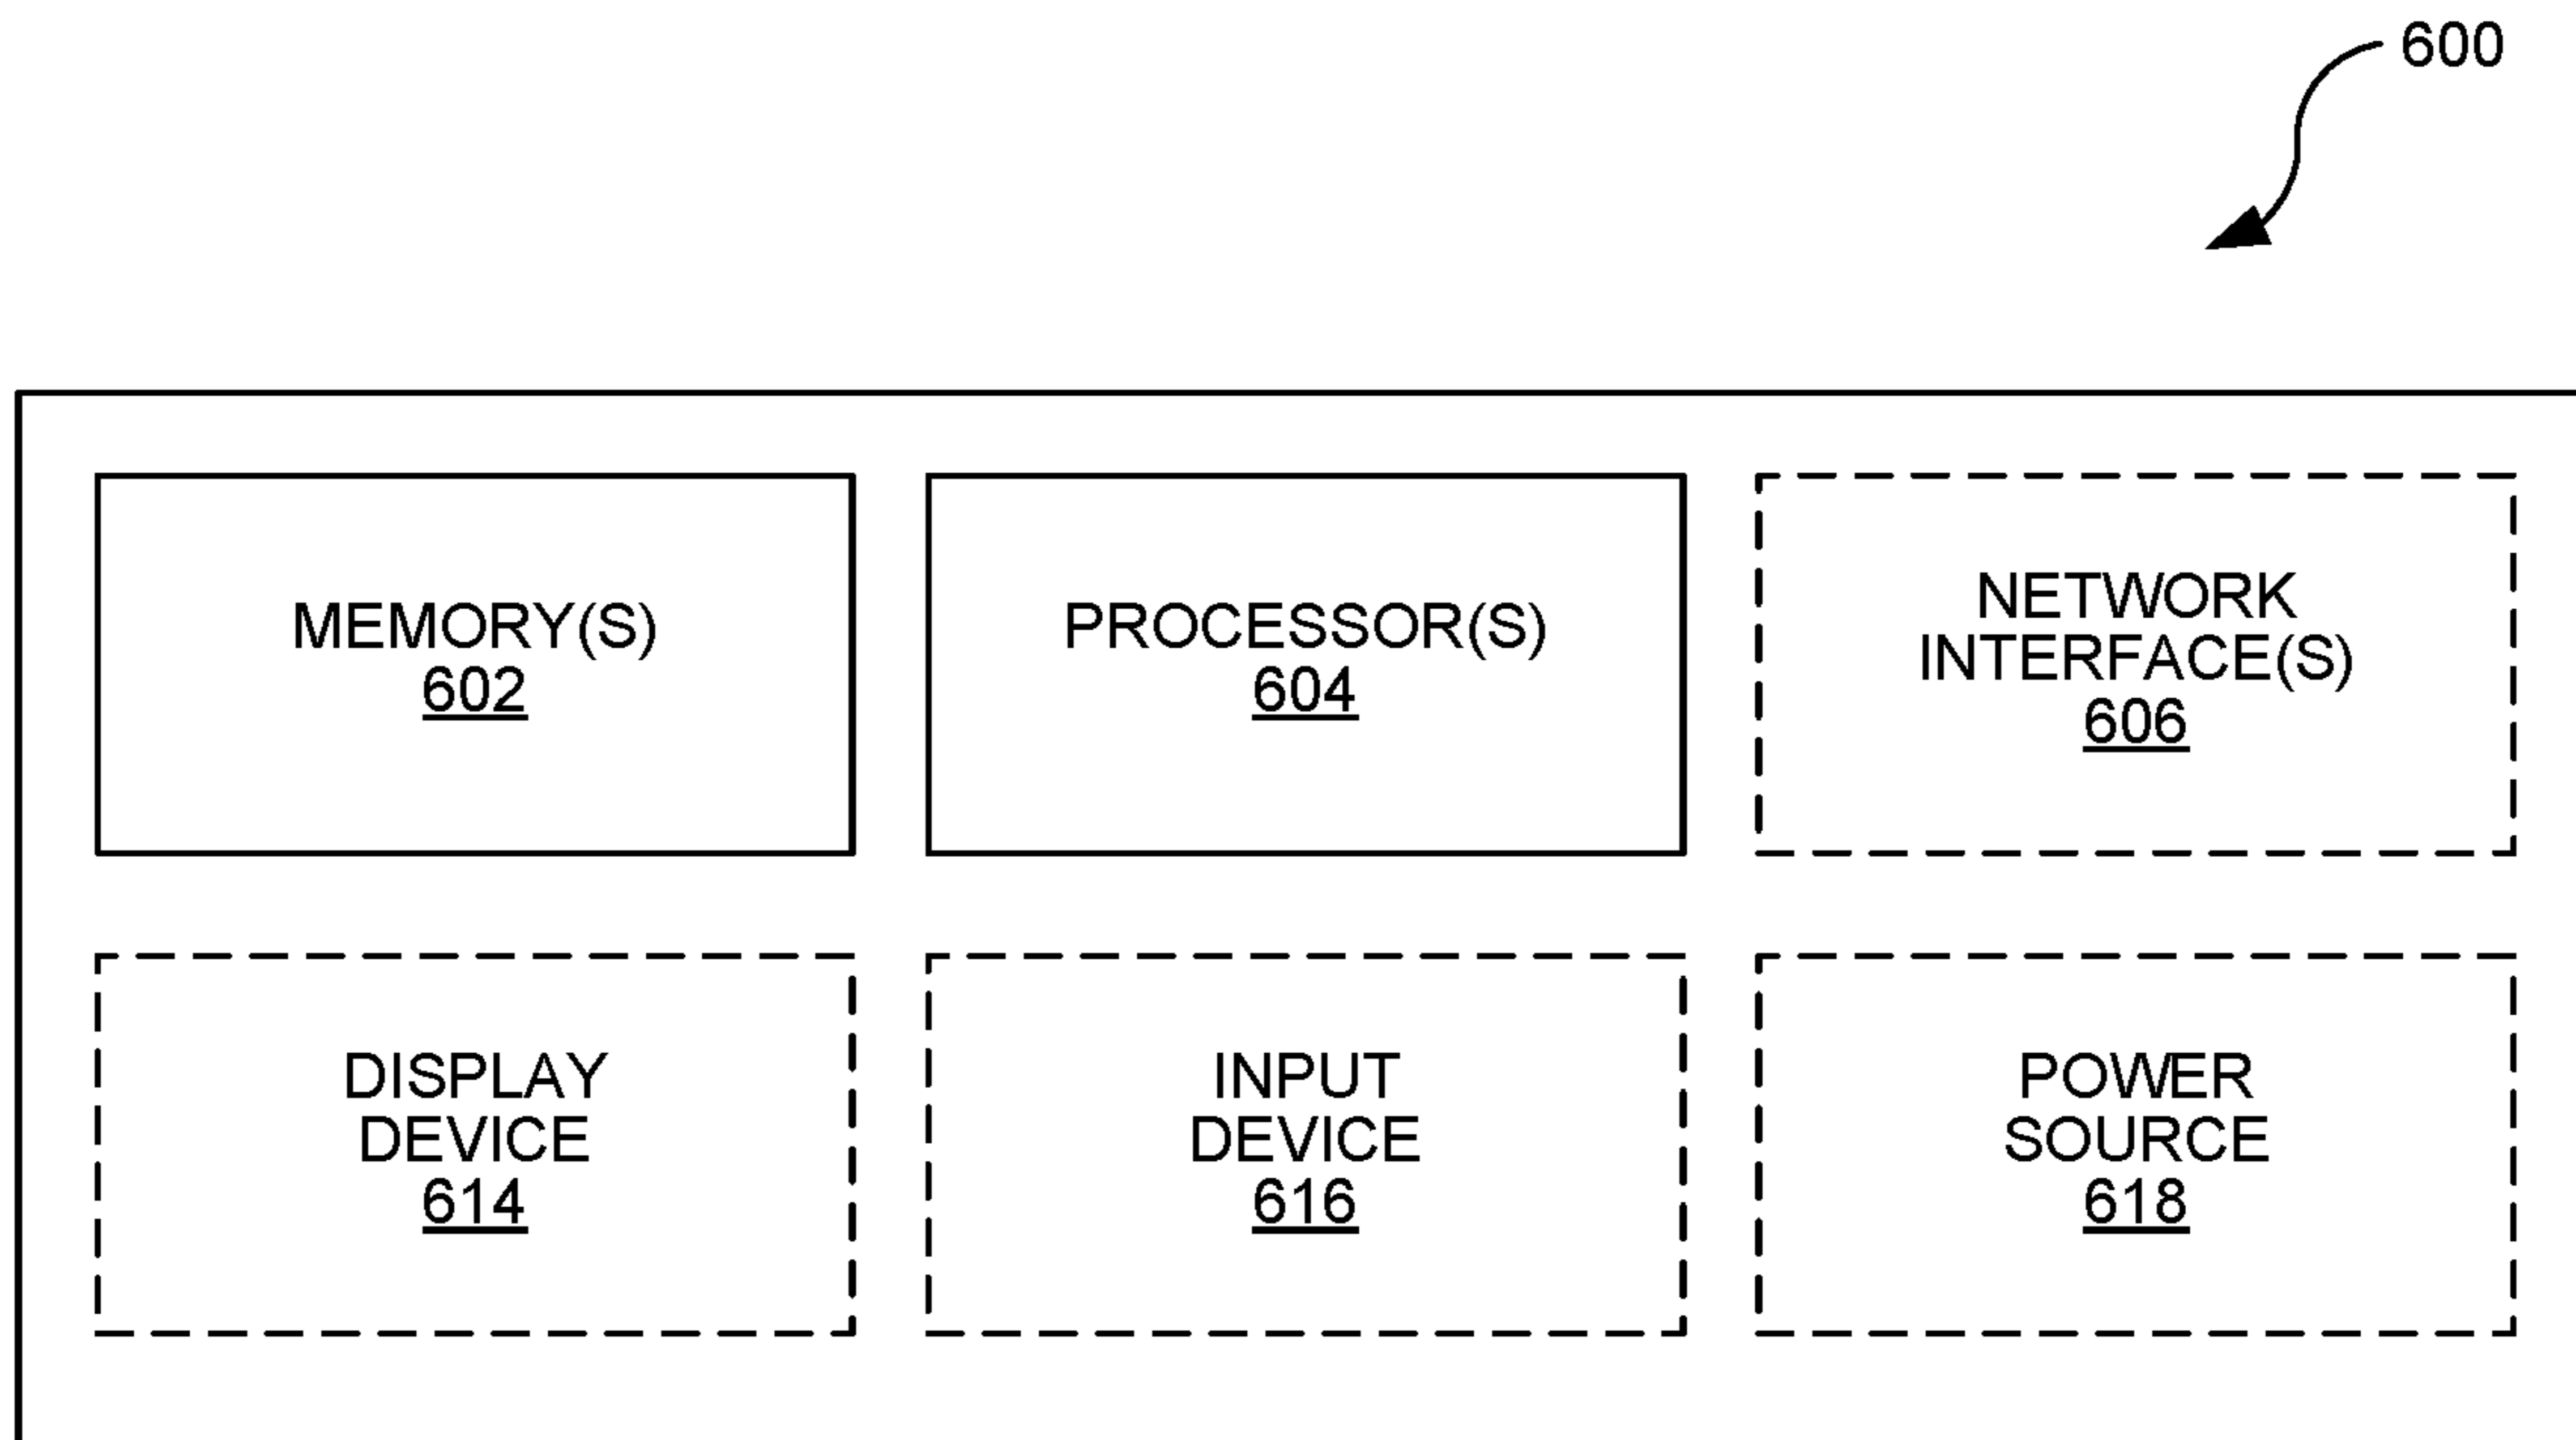 600
MEMORY(S)
602
PROCESSOR(S)
604
NETWORK
INTERFACE(S)
606
DISPLAY
DEVICE
614
INPUT
DEVICE
616
POWER
SOURCE
618